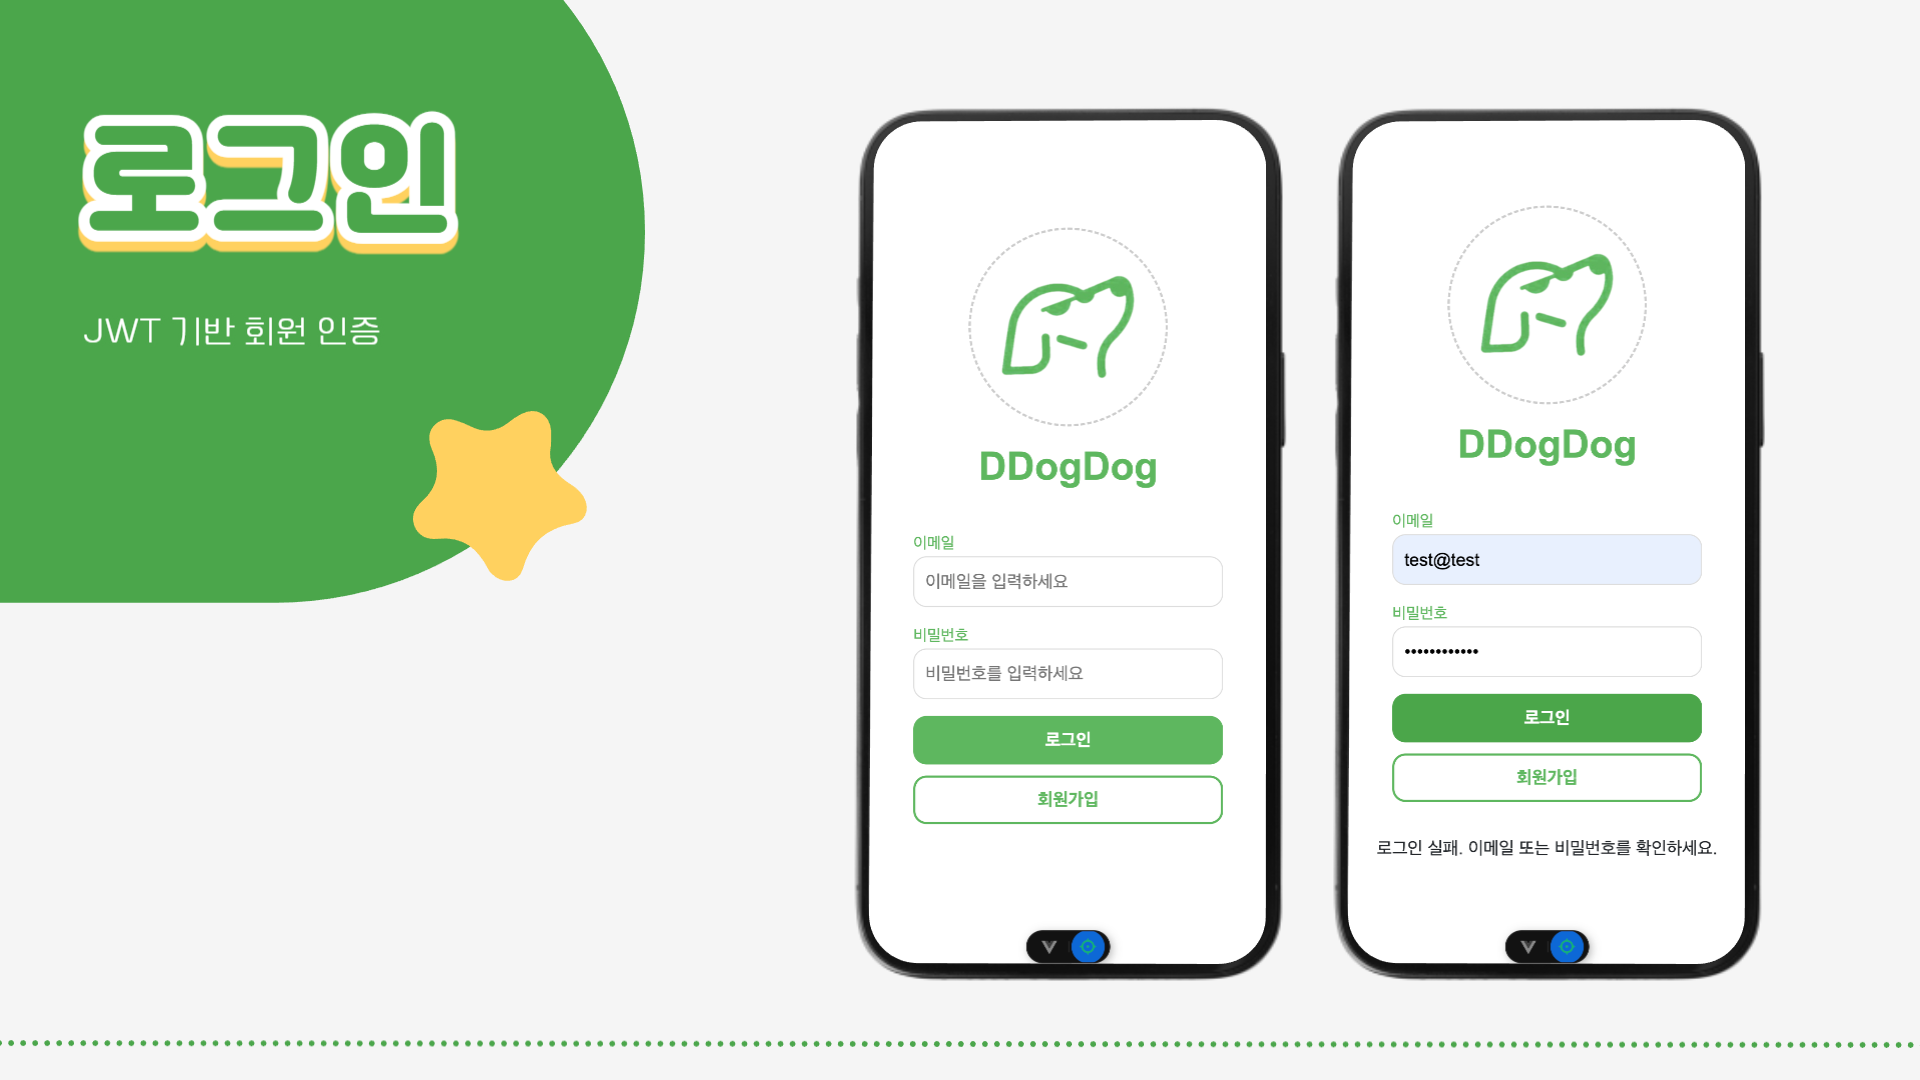 로그인
JWT 기반 회원 인증
DDogDog
이메일
이메일을 입력하세요
비밀번호
비밀번호를 입력하세요
로그인
회원가입
DDogDog
이메일
test@test
비밀번호
••••••••••••
로그인
회원가입
로그인 실패. 이메일 또는 비밀번호를 확인하세요.